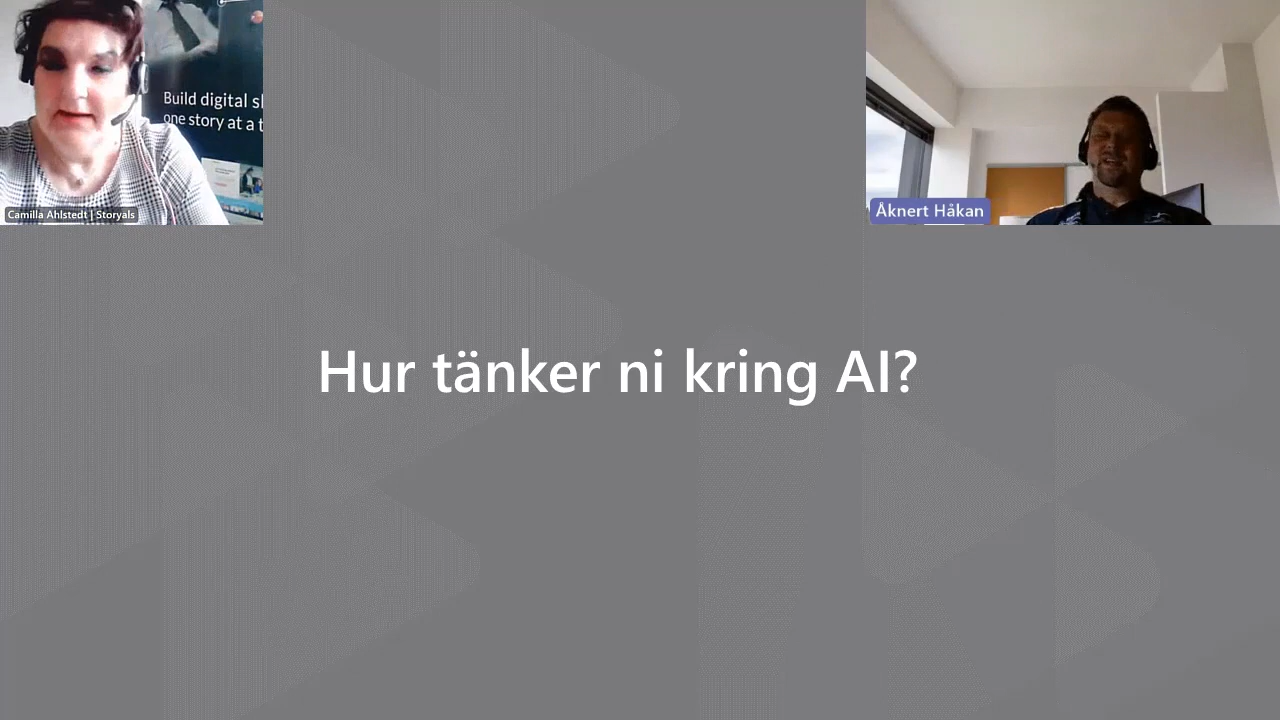 Build digital s
one story at a t
Camilla Ahlstedt | Storyals
Åknert Håkan
Hur tänker ni kring AI?